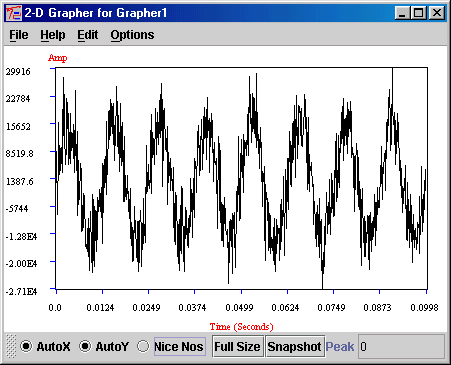 2-D Grapher for Grapher1
File Help Edit Options
Amp
29916
22784
15652
8519.8
1387.6
-5744
-1.28E4
-2.00E4
-2.71E4
0.0 0.0124 0.0249 0.0374 0.0499 0.0624 0.0749 0.0873 0.0998
Time (Seconds)
AutoX AutoY Nice Nos Full Size Snapshot Peak 0